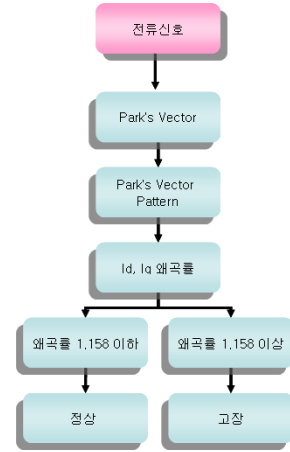 전류신호
Park's Vector
Park's Vector
Pattern
Id, Iq 왜곡률
왜곡률 1.158 이하
왜곡률 1.158 이상
정상
고장